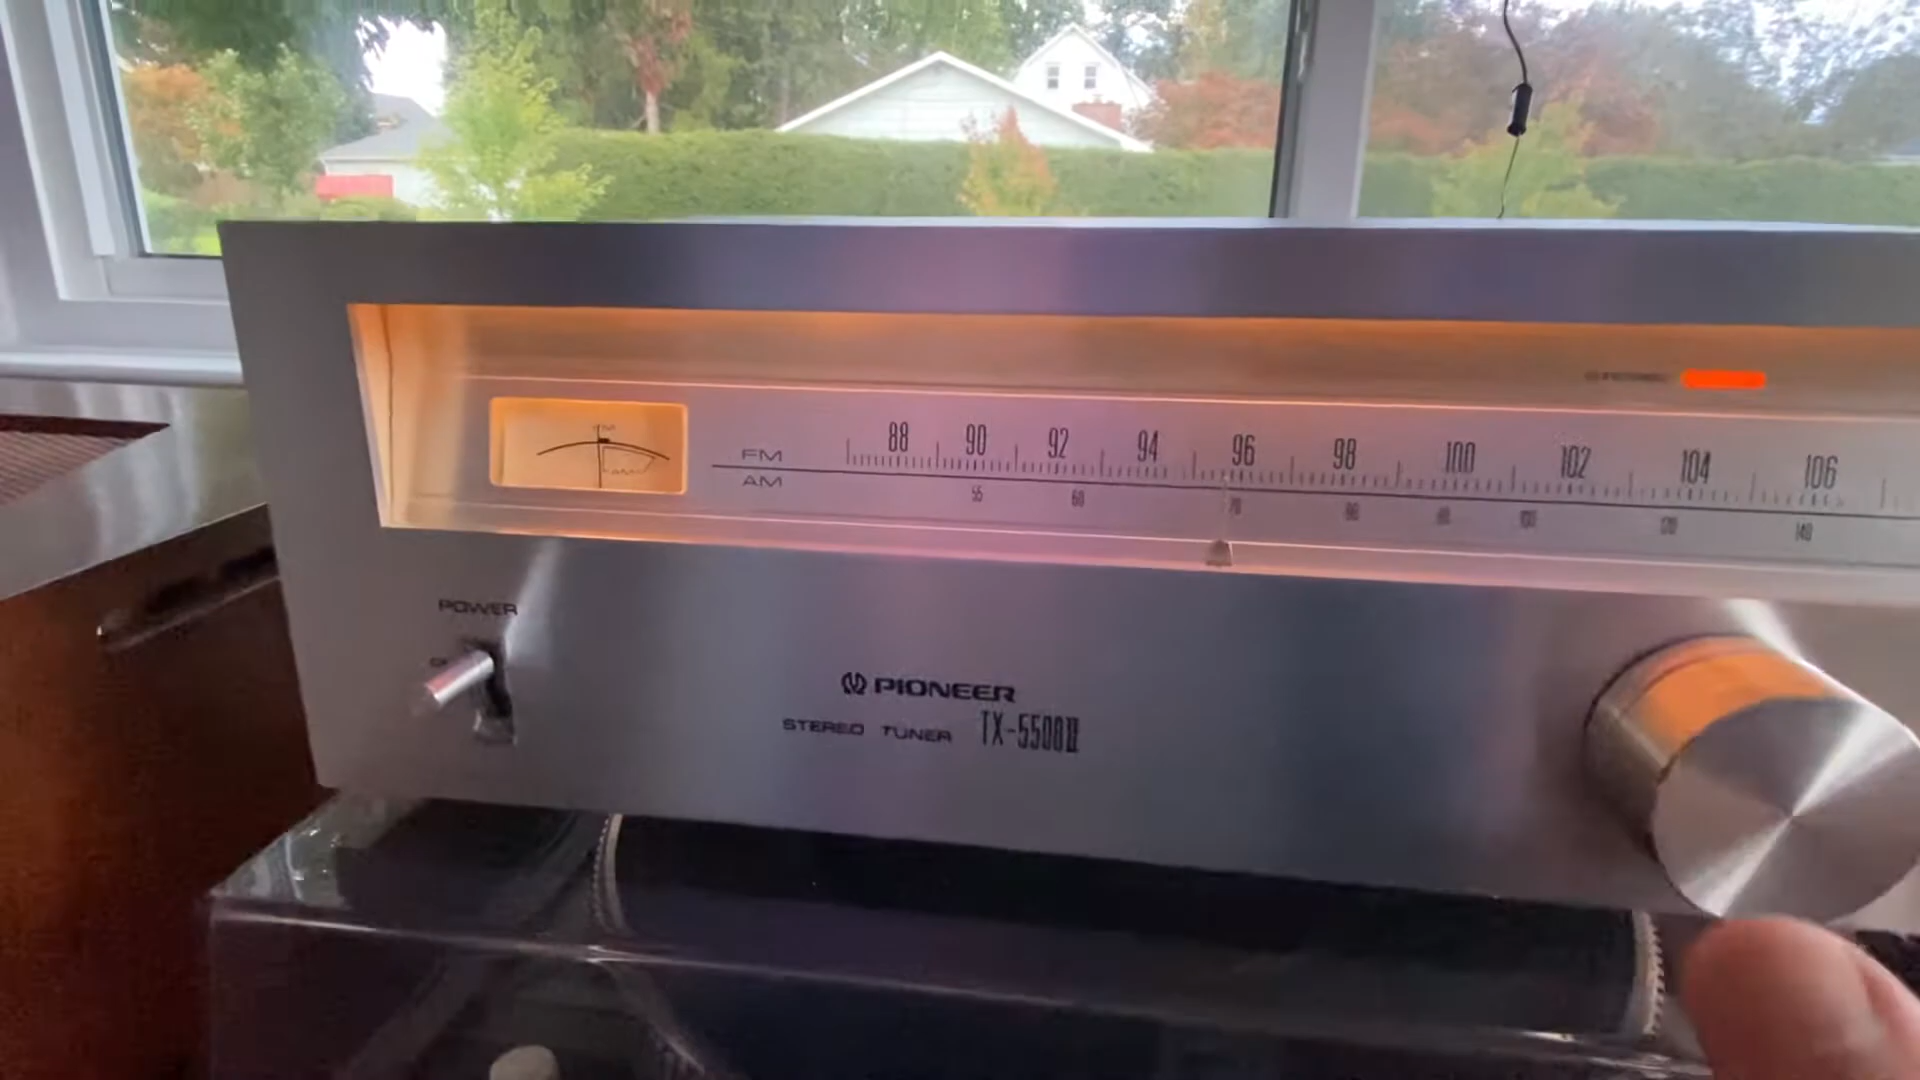 FM 88 90 92 94 96 98 100 102 104 106
AM 55 60 70 80 90 100 120 140
POWER
PIONEER
STEREO TUNER TX-5500II